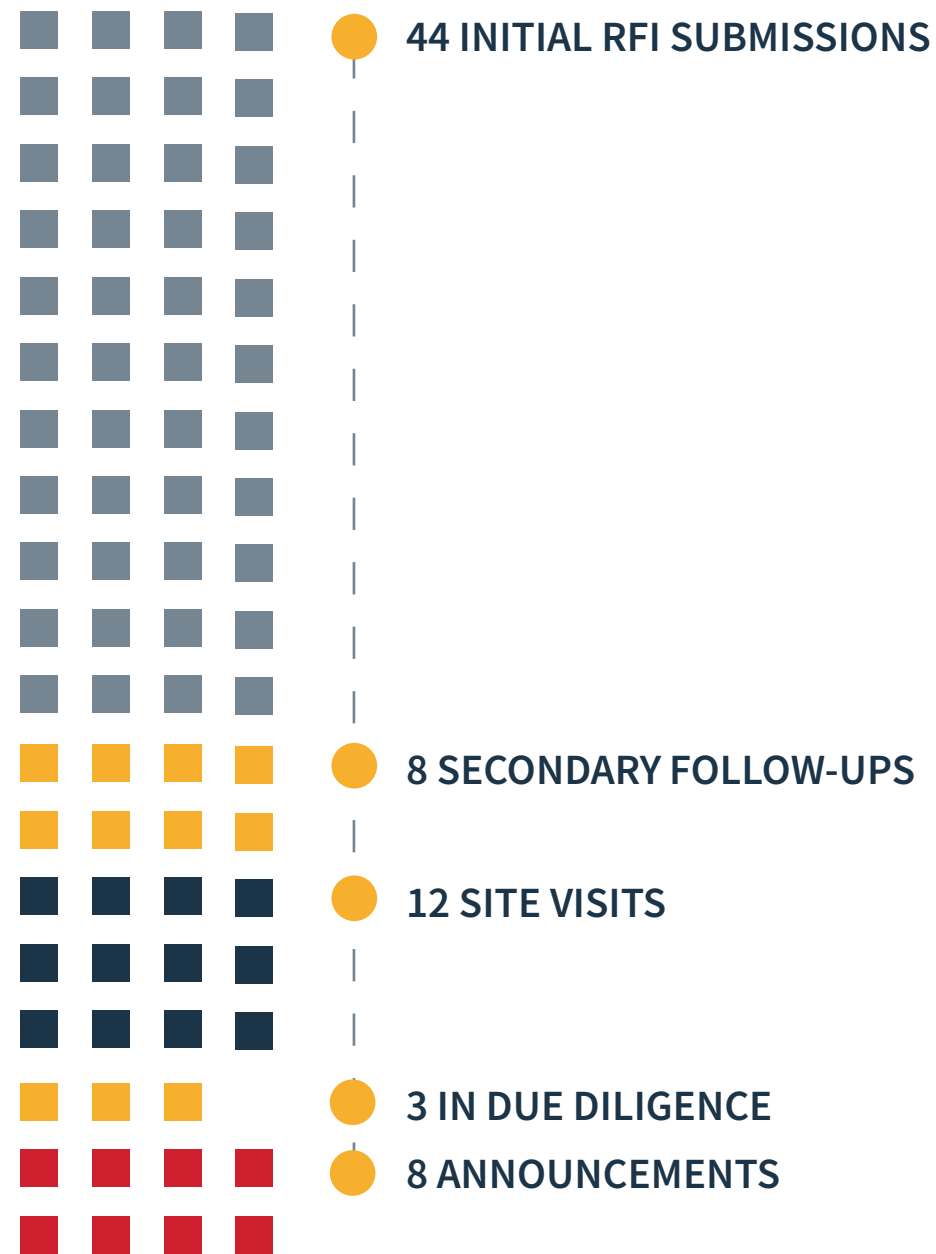 44 INITIAL RFI SUBMISSIONS
8 SECONDARY FOLLOW-UPS
12 SITE VISITS
3 IN DUE DILIGENCE
8 ANNOUNCEMENTS